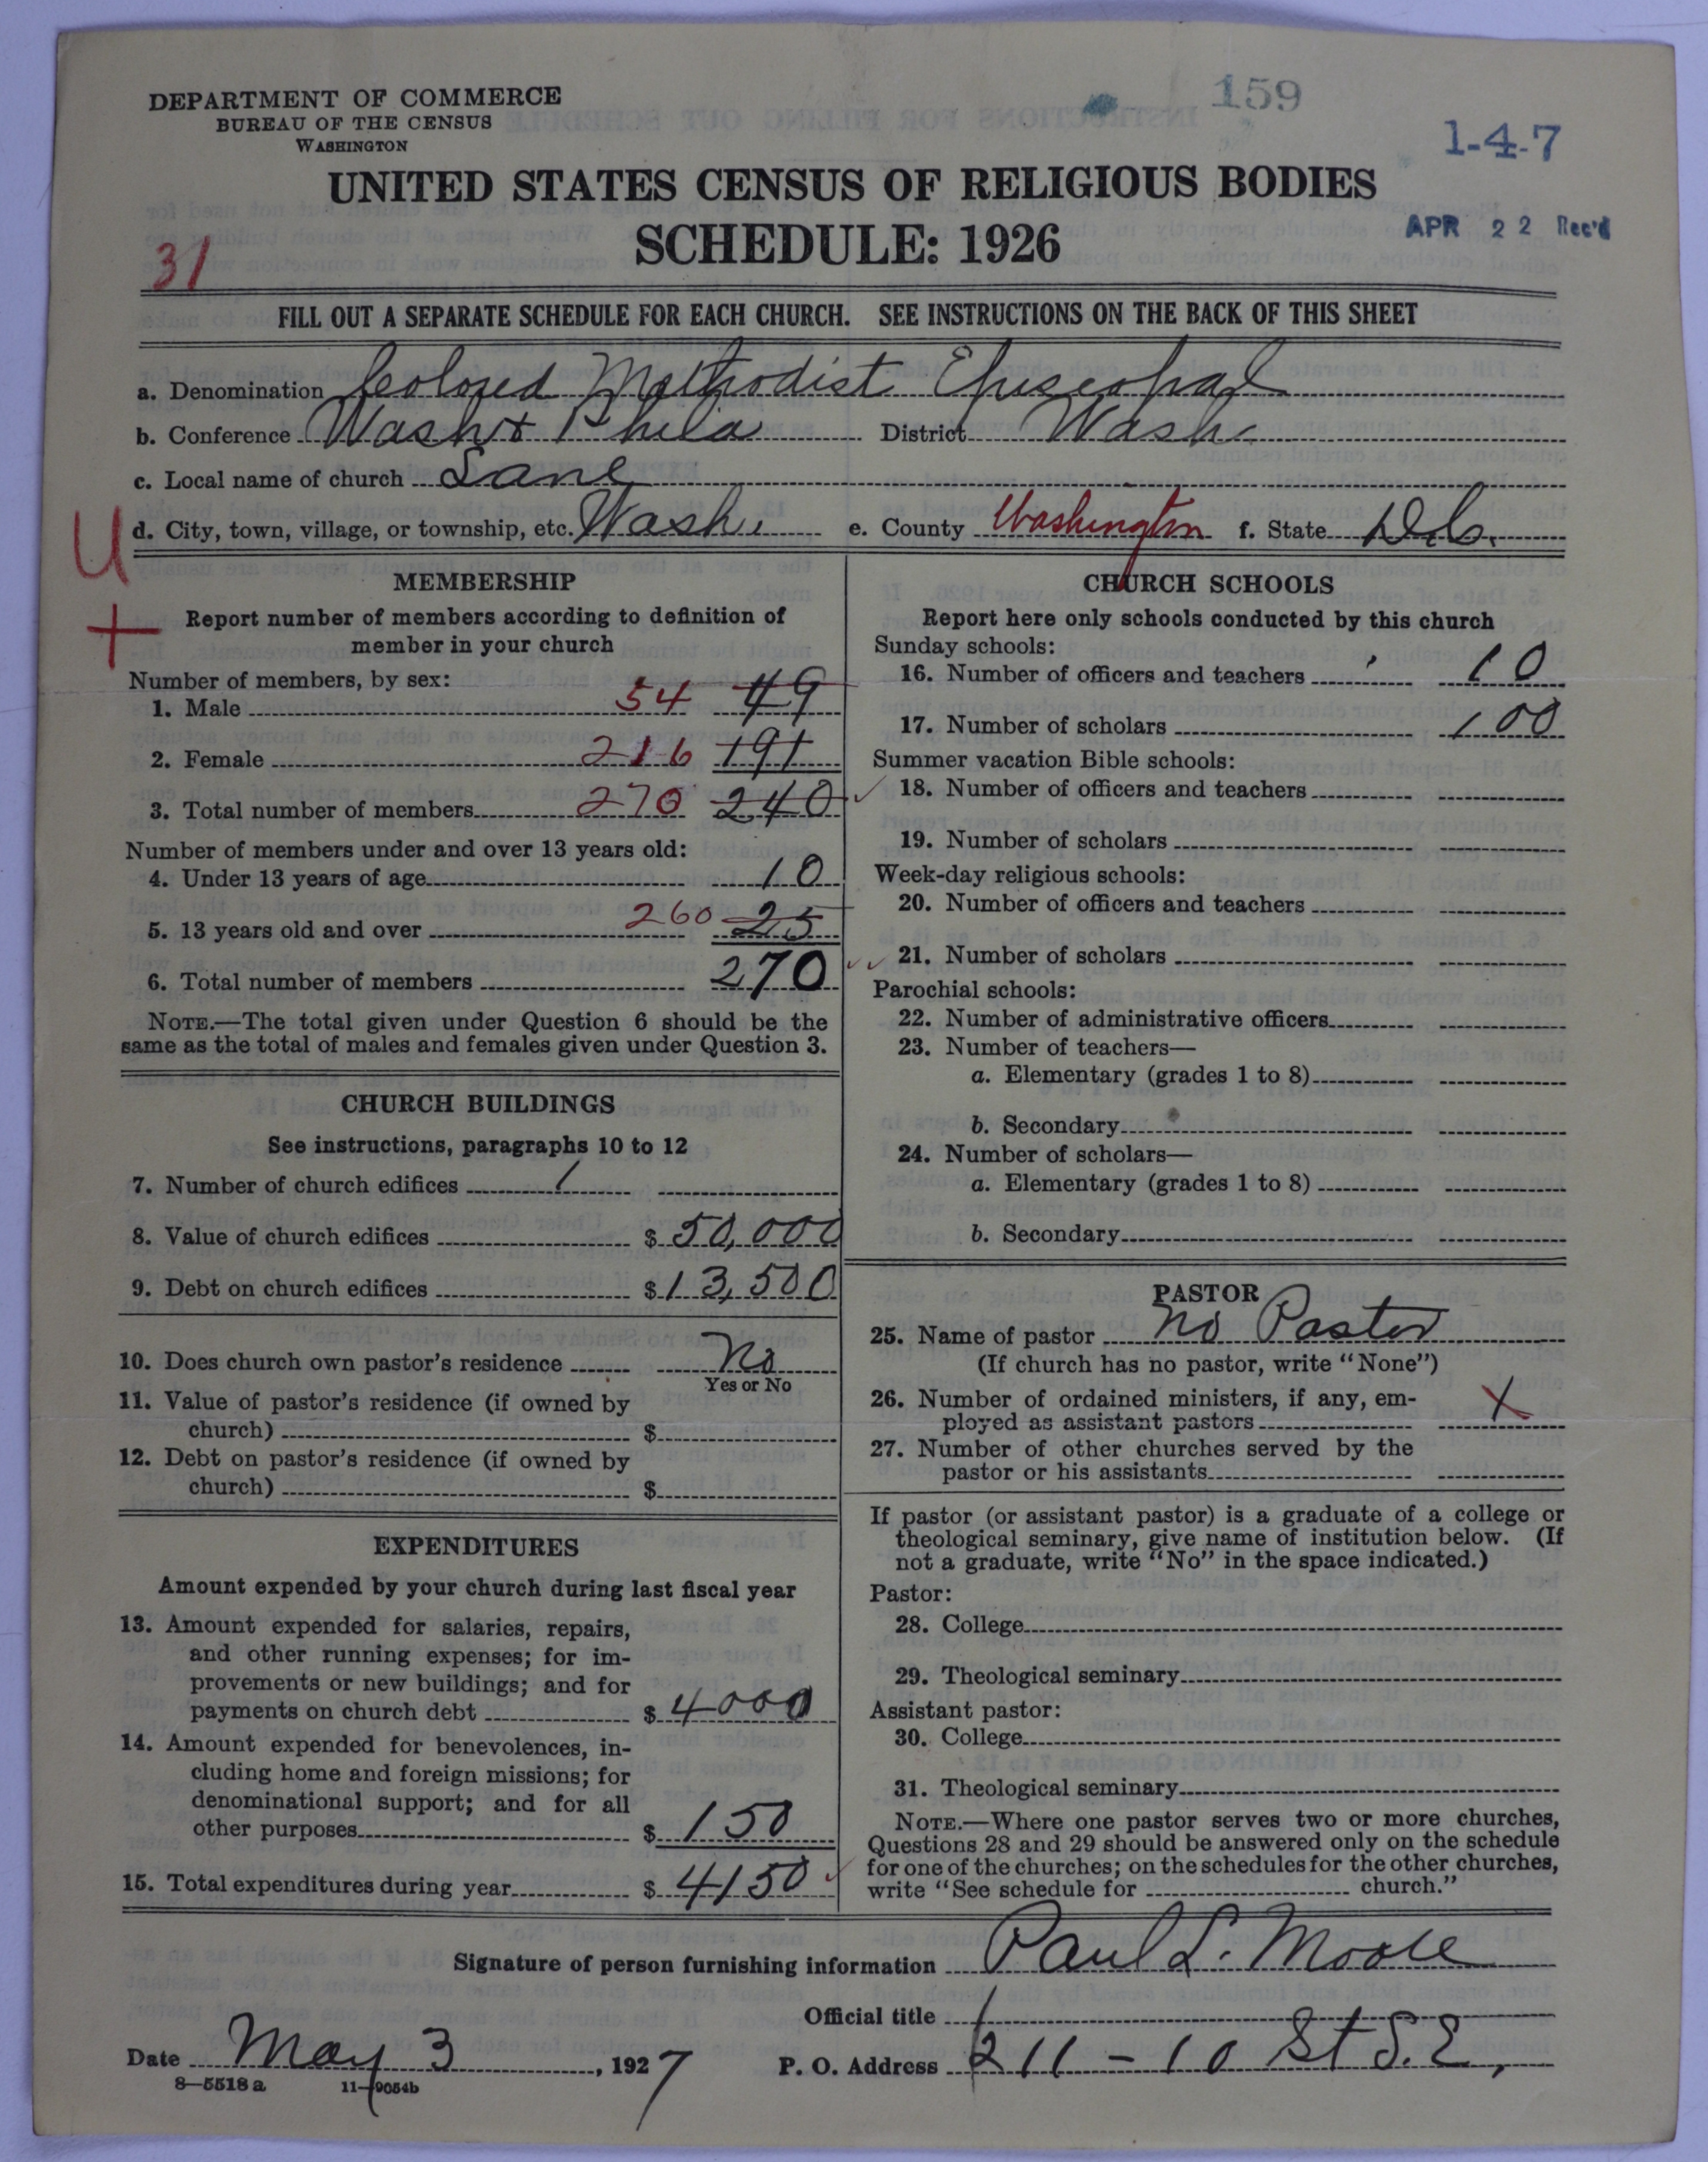 159
DEPARTMENT OF COMMERCE
BUREAU OF THE CENSUS
WASHINGTON
1-4-7
UNITED STATES CENSUS OF RELIGIOUS BODIES
SCHEDULE: 1926
APR 22 Rec'd
31
FILL OUT A SEPARATE SCHEDULE FOR EACH CHURCH. SEE INSTRUCTIONS ON THE BACK OF THIS SHEET
a. Denomination Colored Methodist Episcopal
b. Conference Wash & Phila District Wash
c. Local name of church Lane
U d. City, town, village, or township, etc. Wash. e. County Washington f. State D.C.
+
MEMBERSHIP
Report number of members according to definition of
member in your church
Number of members, by sex:
1. Male 54 49
2. Female 216 191
3. Total number of members 270 240
Number of members under and over 13 years old:
4. Under 13 years of age 10
5. 13 years old and over 260 25
6. Total number of members 270
NOTE.—The total given under Question 6 should be the
same as the total of males and females given under Question 3.
CHURCH BUILDINGS
See instructions, paragraphs 10 to 12
7. Number of church edifices 1
8. Value of church edifices $ 50,000
9. Debt on church edifices $ 13,500
10. Does church own pastor's residence No
Yes or No
11. Value of pastor's residence (if owned by
church) $
12. Debt on pastor's residence (if owned by
church) $
EXPENDITURES
Amount expended by your church during last fiscal year
13. Amount expended for salaries, repairs,
and other running expenses; for im-
provements or new buildings; and for
payments on church debt $ 4000
14. Amount expended for benevolences, in-
cluding home and foreign missions; for
denominational support; and for all
other purposes $ 150
15. Total expenditures during year $ 4150
CHURCH SCHOOLS
Report here only schools conducted by this church
Sunday schools:
16. Number of officers and teachers 10
17. Number of scholars 100
Summer vacation Bible schools:
18. Number of officers and teachers
19. Number of scholars
Week-day religious schools:
20. Number of officers and teachers
21. Number of scholars
Parochial schools:
22. Number of administrative officers
23. Number of teachers—
a. Elementary (grades 1 to 8)
b. Secondary
24. Number of scholars—
a. Elementary (grades 1 to 8)
b. Secondary
PASTOR
25. Name of pastor No Pastor
(If church has no pastor, write "None")
26. Number of ordained ministers, if any, em-
ployed as assistant pastors X
27. Number of other churches served by the
pastor or his assistants
If pastor (or assistant pastor) is a graduate of a college or
theological seminary, give name of institution below. (If
not a graduate, write "No" in the space indicated.)
Pastor:
28. College
29. Theological seminary
Assistant pastor:
30. College
31. Theological seminary
NOTE.—Where one pastor serves two or more churches,
Questions 28 and 29 should be answered only on the schedule
for one of the churches; on the schedules for the other churches,
write "See schedule for church."
Signature of person furnishing information Paul L. Moore
Official title
Date May 3, 1927 P. O. Address 211 - 10 St S.E.,
8—5518 a 11—9054b